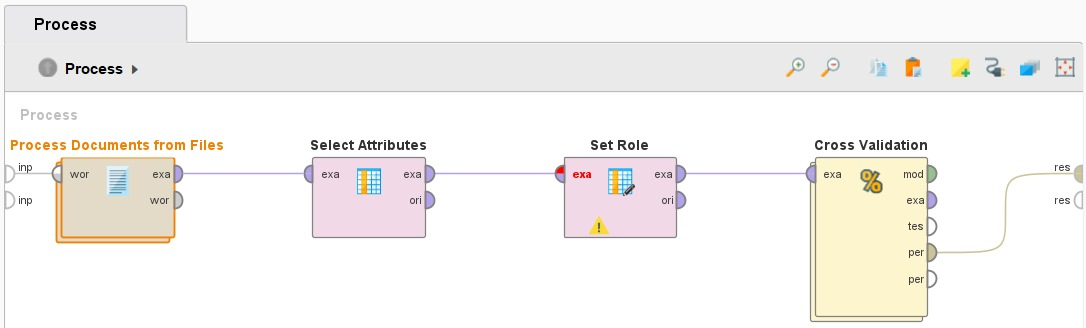 Process
Process
Process
Process Documents from Files
Select Attributes
Set Role
Cross Validation
inp
wor
exa
exa
exa
exa
exa
exa
mod
res
inp
wor
ori
ori
exa
res
tes
per
per